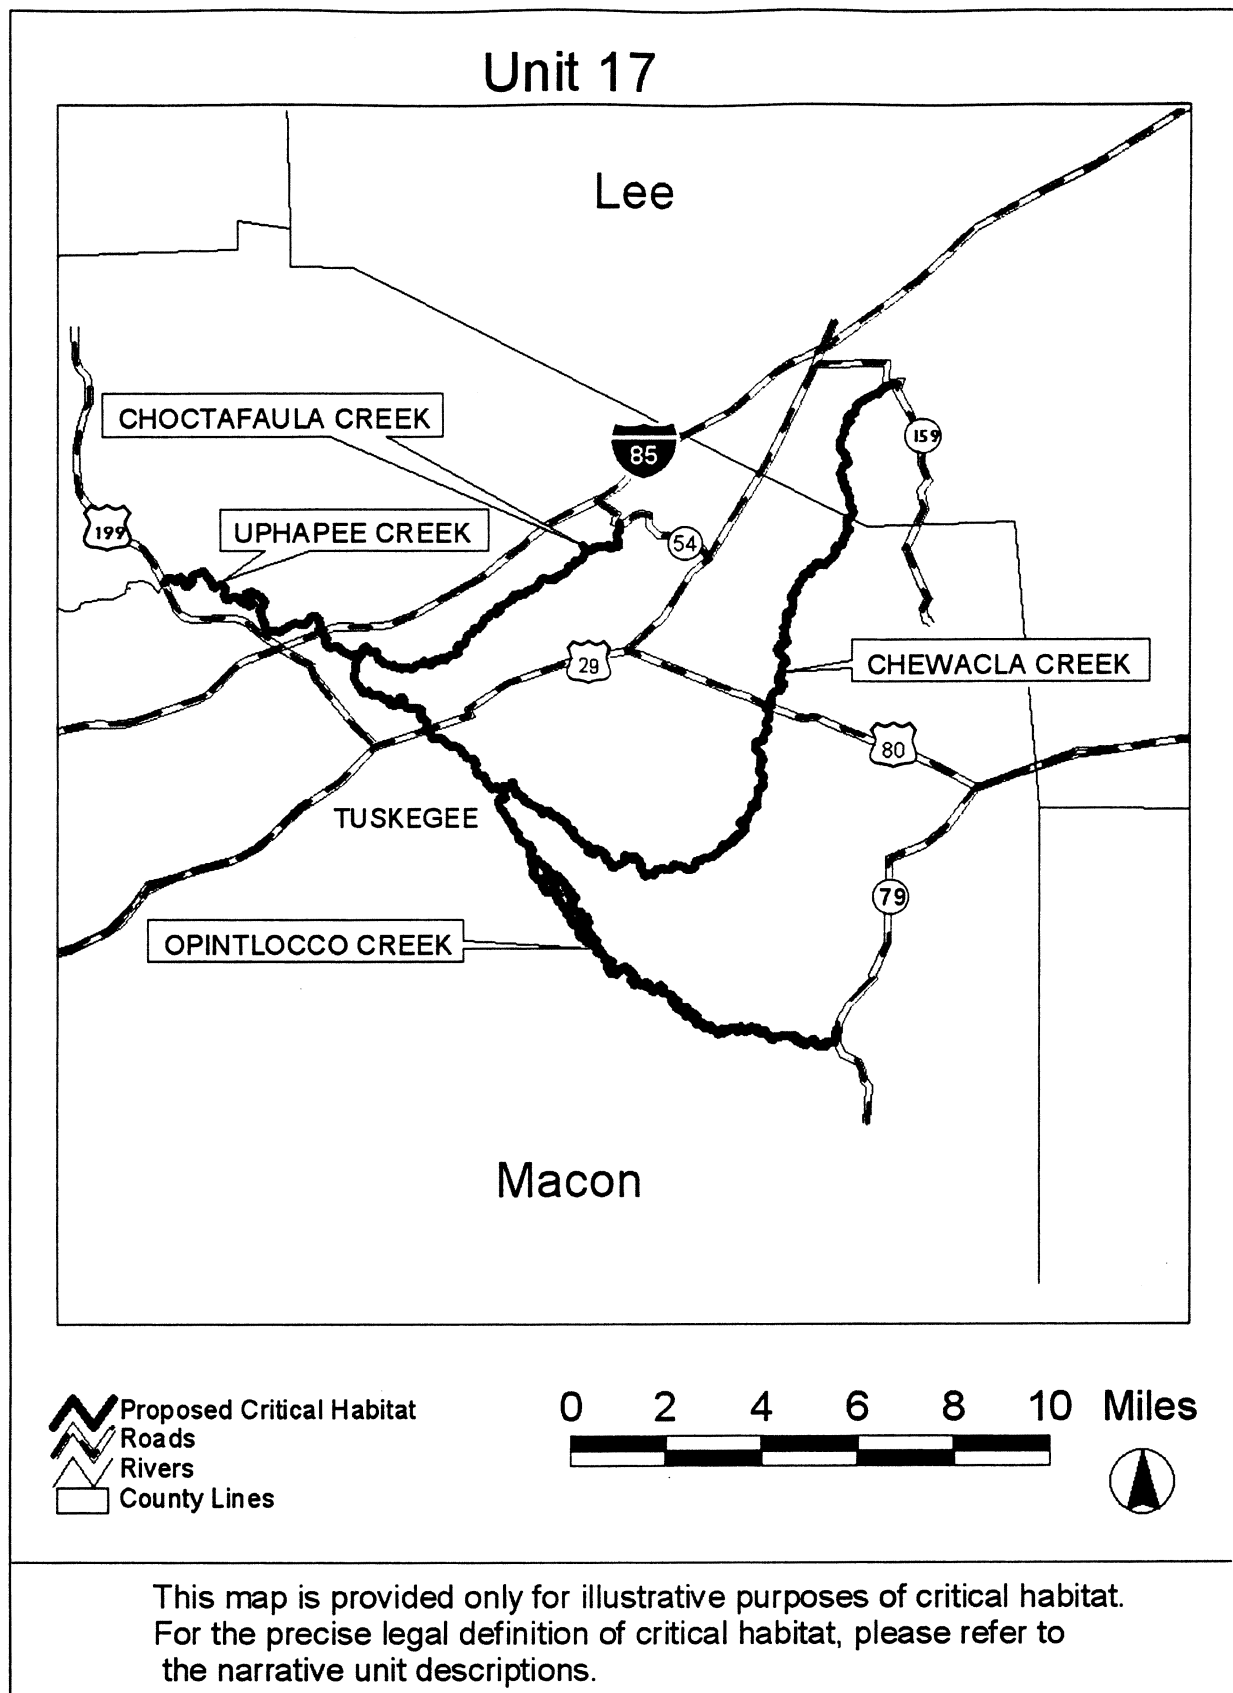 Unit 17
Lee
CHOCTAFAULA CREEK
85
159
199
UPHAPEE CREEK
54
29
CHEWACLA CREEK
80
TUSKEGEE
79
OPINTLOCCO CREEK
Macon
0 2 4 6 8 10 Miles
Proposed Critical Habitat
Roads
Rivers
County Lines
This map is provided only for illustrative purposes of critical habitat.
For the precise legal definition of critical habitat, please refer to
the narrative unit descriptions.